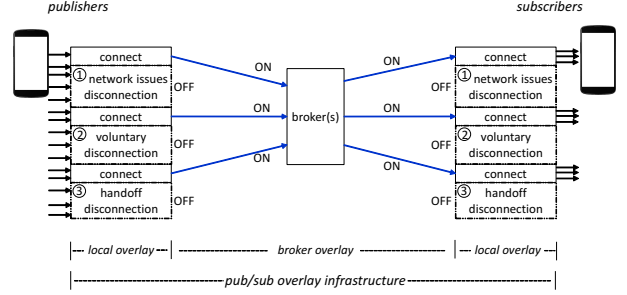 publishers
subscribers
connect
① network issues
disconnection
connect
② voluntary
disconnection
connect
③ handoff
disconnection
ON
OFF
ON
OFF
ON
OFF
broker(s)
ON
OFF
ON
OFF
ON
OFF
connect
① network issues
disconnection
connect
② voluntary
disconnection
connect
③ handoff
disconnection
local overlay
broker overlay
local overlay
pub/sub overlay infrastructure